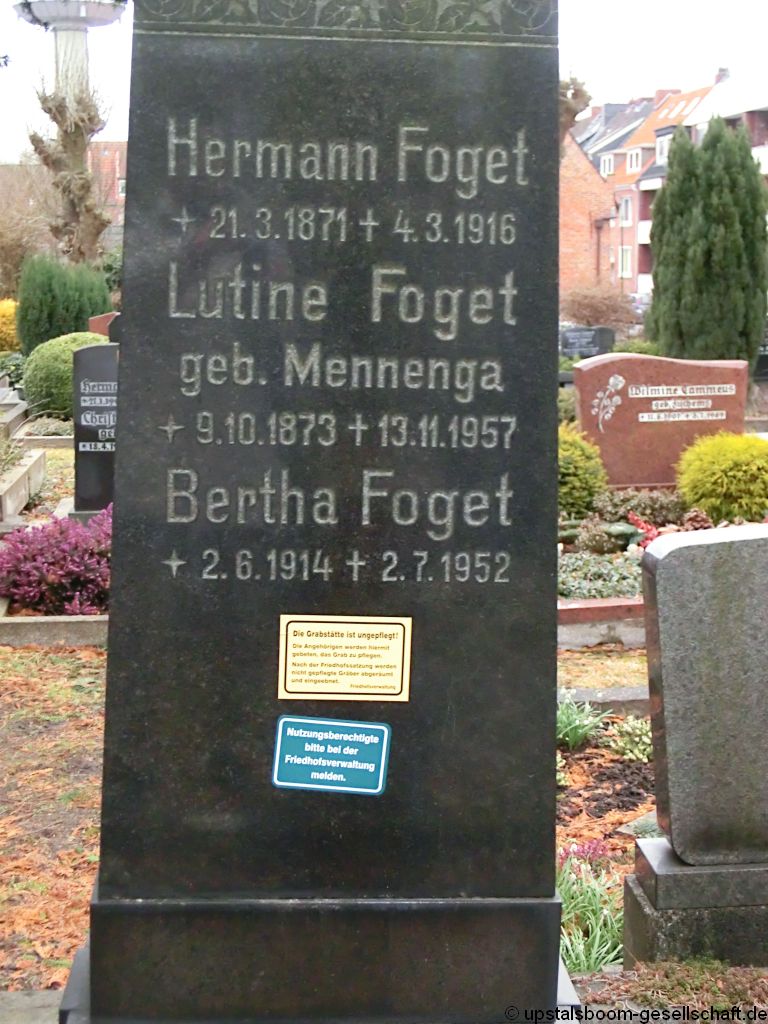 Hermann Foget
21.3.1871 ✝ 4.3.1916
Lutine Foget
geb. Mennenga
9.10.1873 ✝ 13.11.1957
Bertha Foget
2.6.1914 ✝ 2.7.1952
Die Grabstätte ist ungepflegt!
Die Angehörigen werden hiermit
gebeten, das Grab zu pflegen.
Nach der Friedhofssatzung werden
nicht gepflegte Gräber abgeräumt
und eingeebnet.
Friedhofsverwaltung
Nutzungsberechtigte
bitte bei der
Friedhofsverwaltung
melden.
© upstalsboom-gesellschaft.de